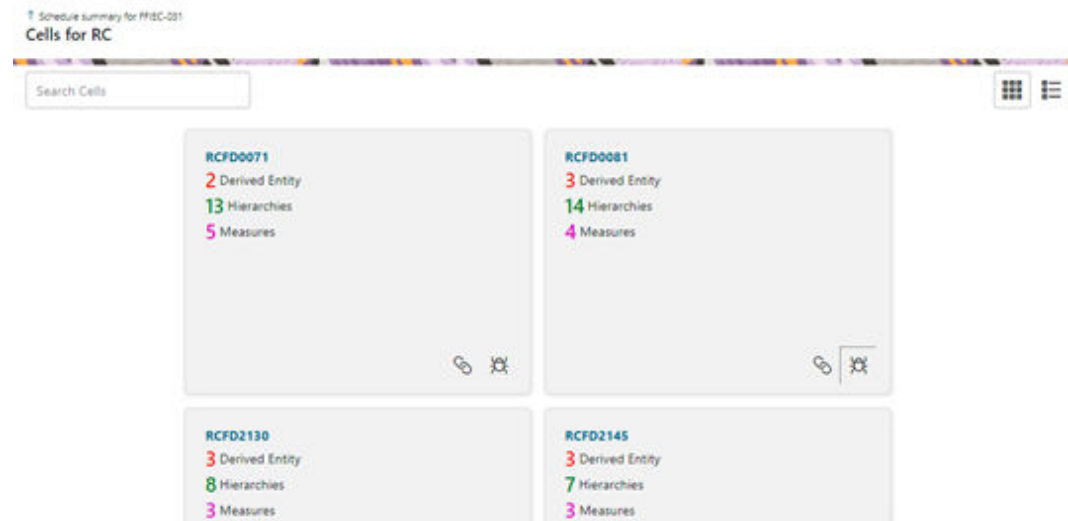 Schedule summary for FFIEC-031
Cells for RC
Search Cells
RCFD0071
2 Derived Entity
13 Hierarchies
5 Measures
RCFD0081
3 Derived Entity
14 Hierarchies
4 Measures
RCFD2130
3 Derived Entity
8 Hierarchies
3 Measures
RCFD2145
3 Derived Entity
7 Hierarchies
3 Measures